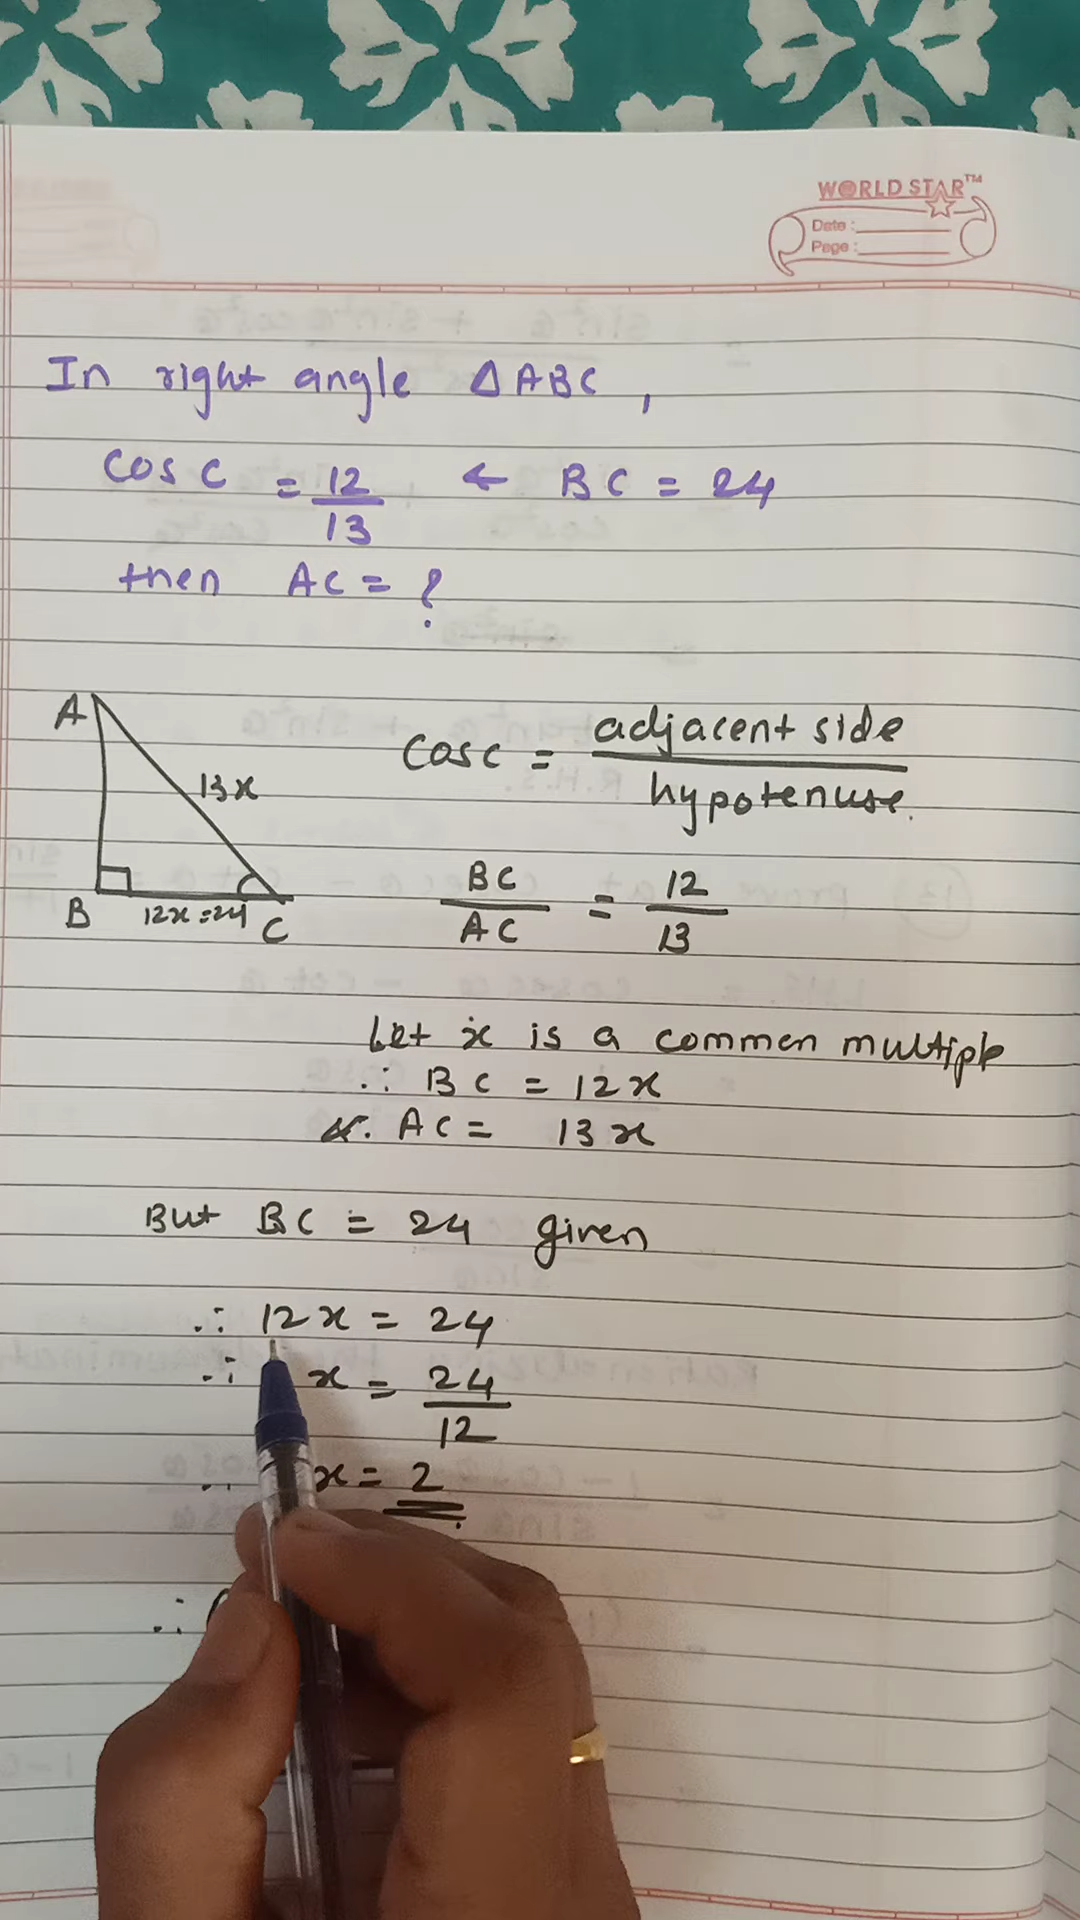 WORLD STAR™
Date :
Page :
In right angle ΔABC,
cos C = 12/13 & BC = 24
then AC = ?
A
13x
B 12x=24 C
Cosc = adjacent side / hypotenuse.
BC/AC = 12/13
Let x is a commen multiple
∴ BC = 12x
&. AC = 13x
But BC = 24 given
∴ 12x = 24
∴ x = 24/12
x = 2
∴